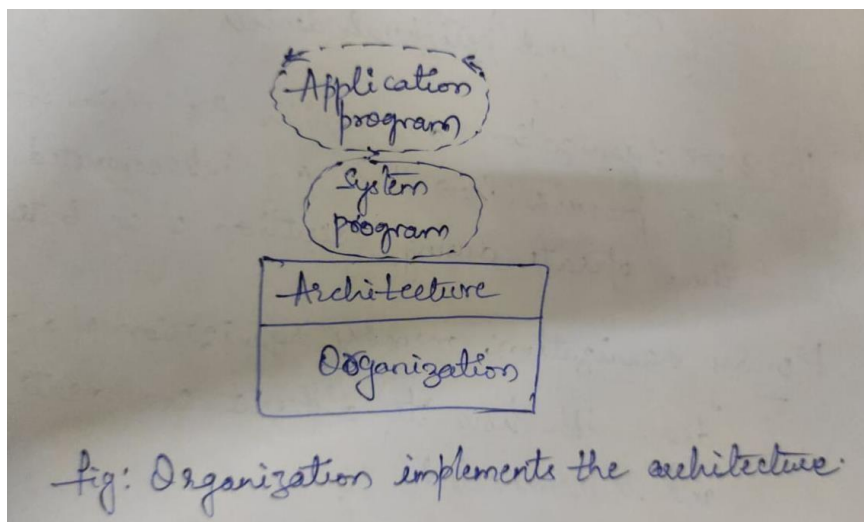 Application
program
System
program
Architecture
Organization
fig: Organization implements the architecture.